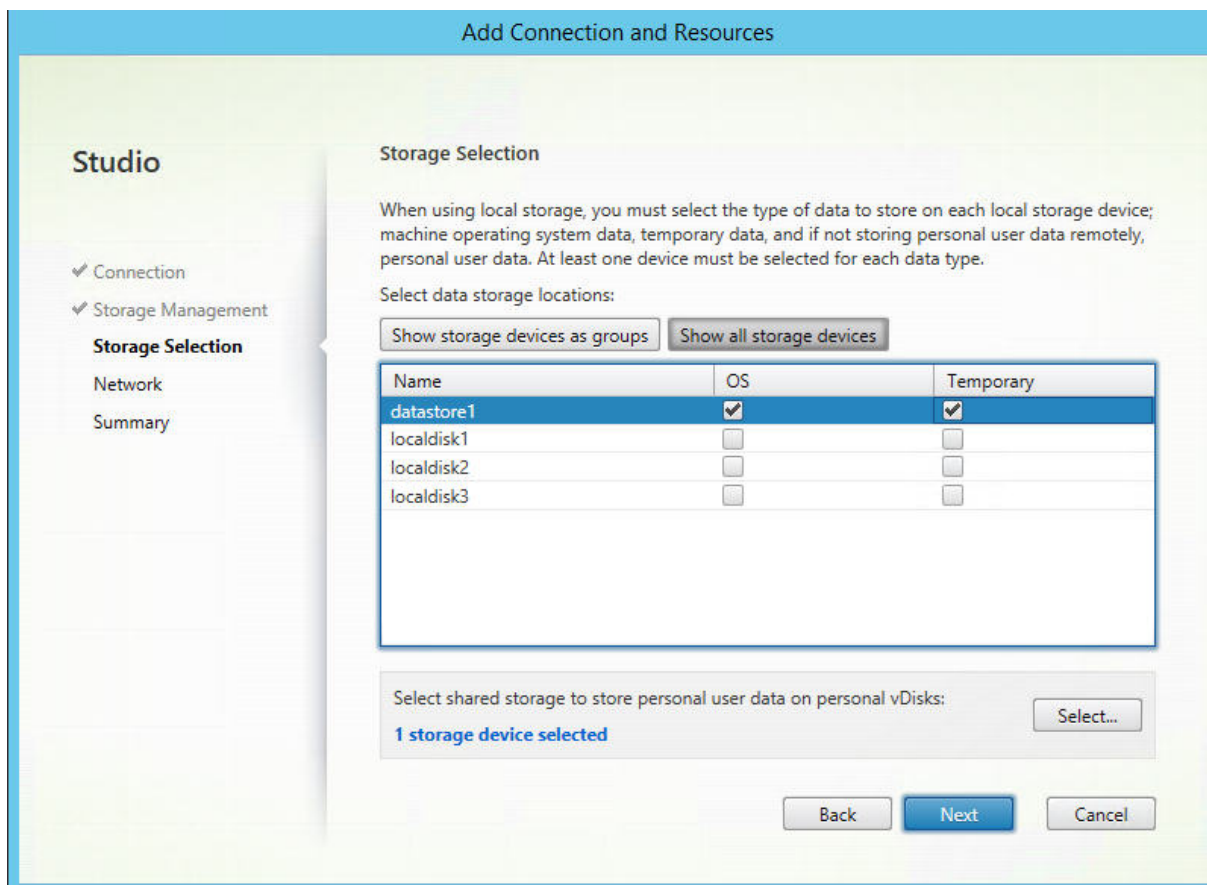 Add Connection and Resources
Studio
Connection
Storage Management
Storage Selection
Network
Summary
Storage Selection
When using local storage, you must select the type of data to store on each local storage device;
machine operating system data, temporary data, and if not storing personal user data remotely,
personal user data. At least one device must be selected for each data type.
Select data storage locations:
Show storage devices as groups Show all storage devices
Name OS Temporary
datastore1
localdisk1
localdisk2
localdisk3
Select shared storage to store personal user data on personal vDisks:
1 storage device selected
Select...
Back Next Cancel